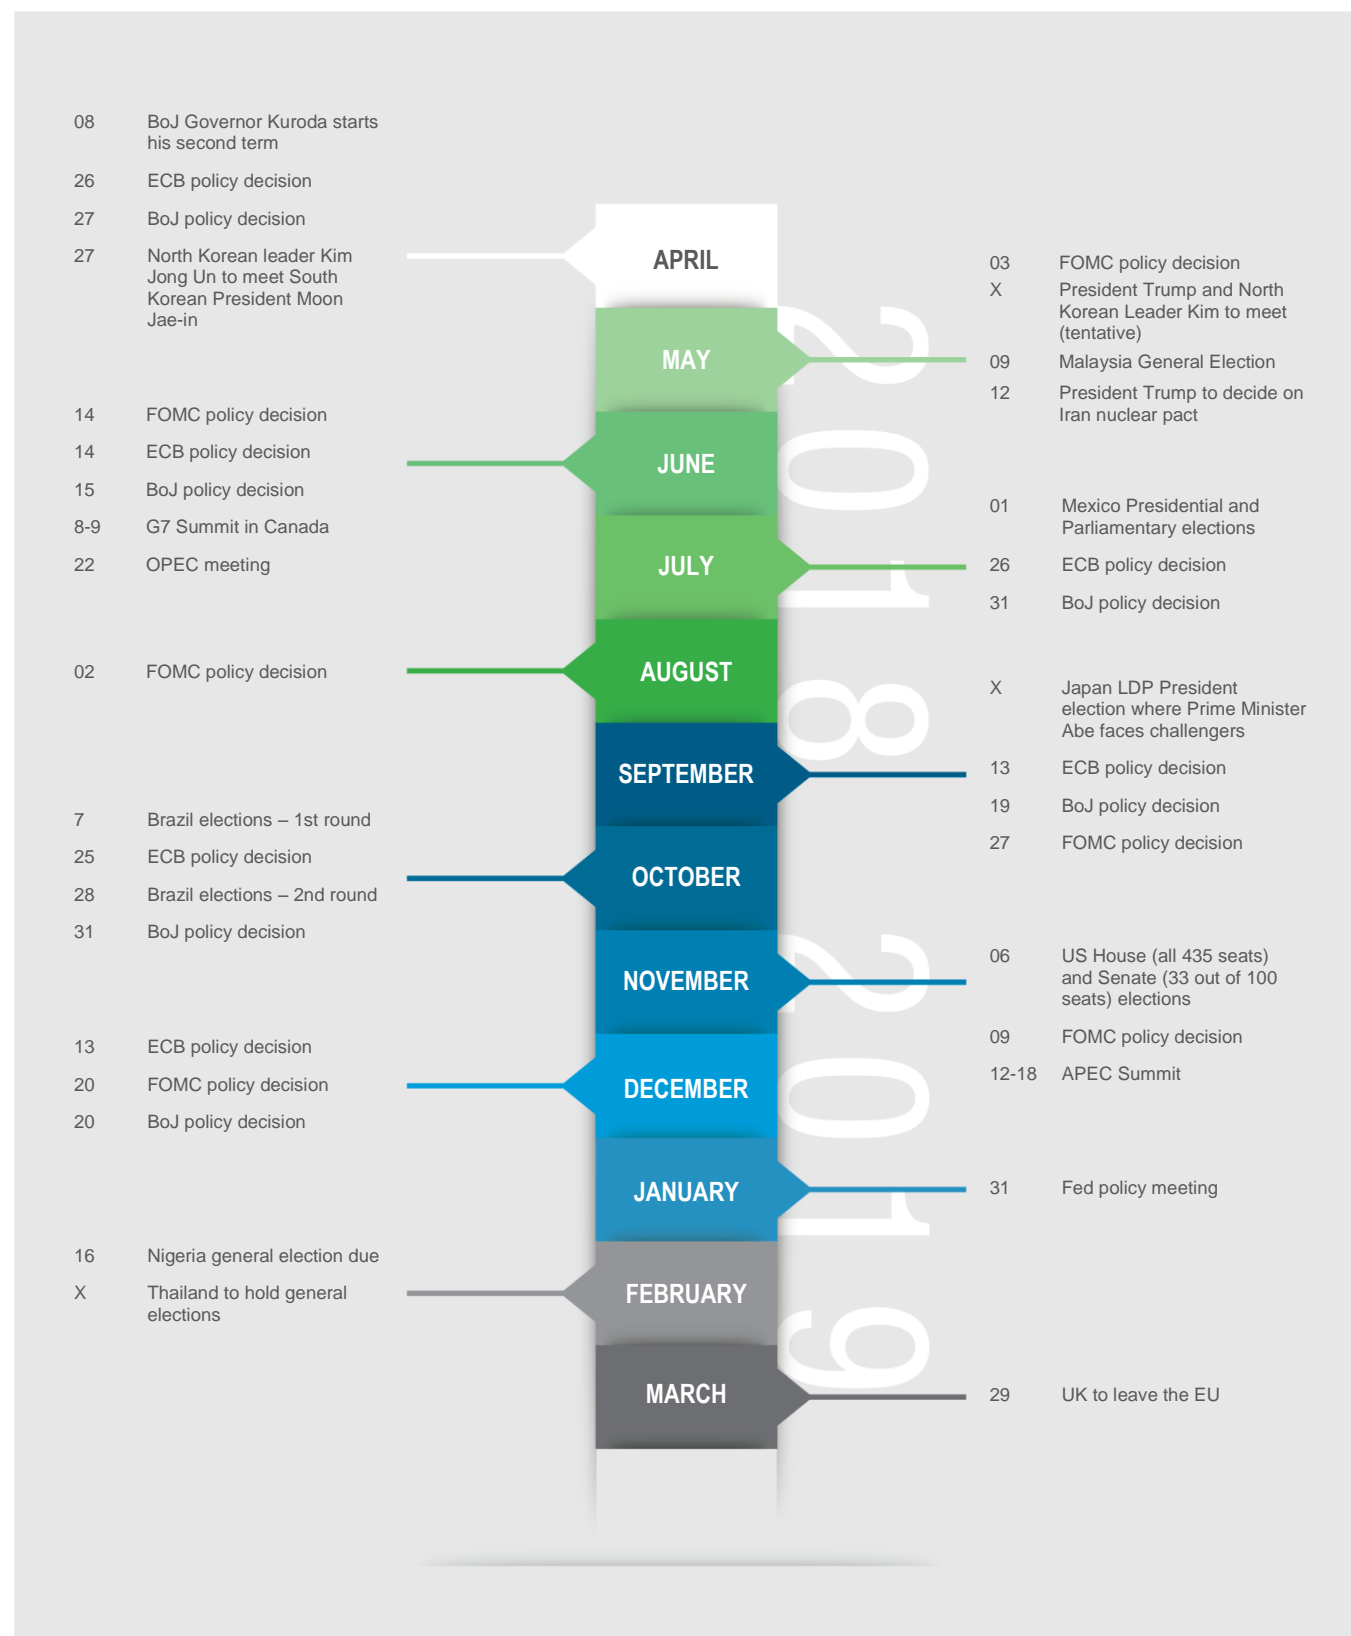 08 BoJ Governor Kuroda starts
his second term
26 ECB policy decision
27 BoJ policy decision
27 North Korean leader Kim
Jong Un to meet South
Korean President Moon
Jae-in
APRIL
03 FOMC policy decision
X President Trump and North
Korean Leader Kim to meet
(tentative)
09 Malaysia General Election
12 President Trump to decide on
Iran nuclear pact
MAY
14 FOMC policy decision
14 ECB policy decision
15 BoJ policy decision
8-9 G7 Summit in Canada
22 OPEC meeting
JUNE
01 Mexico Presidential and
Parliamentary elections
26 ECB policy decision
31 BoJ policy decision
JULY
02 FOMC policy decision
AUGUST
X Japan LDP President
election where Prime Minister
Abe faces challengers
13 ECB policy decision
19 BoJ policy decision
27 FOMC policy decision
SEPTEMBER
7 Brazil elections – 1st round
25 ECB policy decision
28 Brazil elections – 2nd round
31 BoJ policy decision
OCTOBER
06 US House (all 435 seats)
and Senate (33 out of 100
seats) elections
09 FOMC policy decision
12-18 APEC Summit
NOVEMBER
13 ECB policy decision
20 FOMC policy decision
20 BoJ policy decision
DECEMBER
2018
31 Fed policy meeting
JANUARY
16 Nigeria general election due
X Thailand to hold general
elections
FEBRUARY
29 UK to leave the EU
MARCH
2019